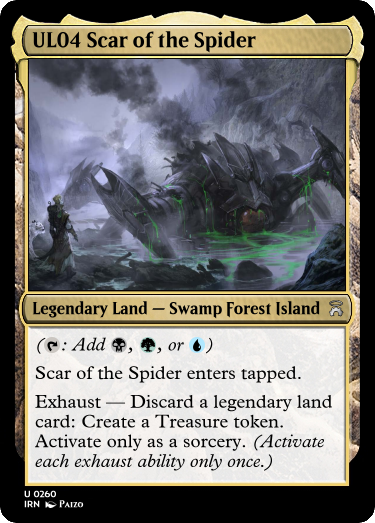 UL04 Scar of the Spider
Legendary Land — Swamp Forest Island
(: Add , , or )
Scar of the Spider enters tapped.
Exhaust — Discard a legendary land
card: Create a Treasure token.
Activate only as a sorcery. (Activate
each exhaust ability only once.)
U 0260
IRN Paizo